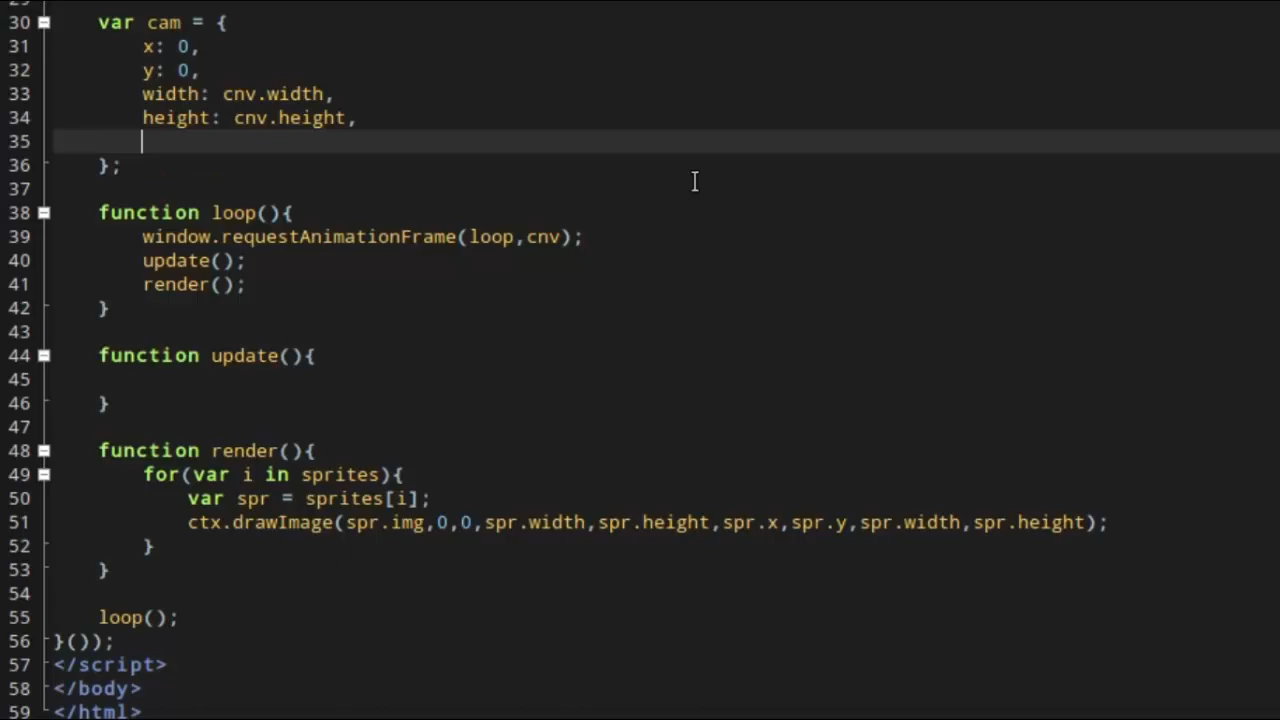 29
30 var cam = {
31 x: 0,
32 y: 0,
33 width: cnv.width,
34 height: cnv.height,
35
36 };
37
38 function loop(){
39 window.requestAnimationFrame(loop,cnv);
40 update();
41 render();
42 }
43
44 function update(){
45
46 }
47
48 function render(){
49 for(var i in sprites){
50 var spr = sprites[i];
51 ctx.drawImage(spr.img,0,0,spr.width,spr.height,spr.x,spr.y,spr.width,spr.height);
52 }
53 }
54
55 loop();
56 }());
57 </script>
58 </body>
59 </html>